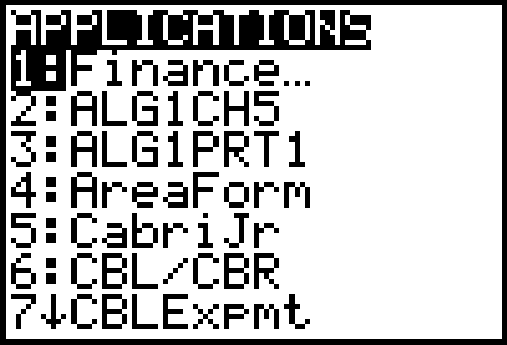 APPLICATIONS
1:Finance…
2:ALG1CH5
3:ALG1PRT1
4:AreaForm
5:CabriJr
6:CBL/CBR
7↓CBLExpmt